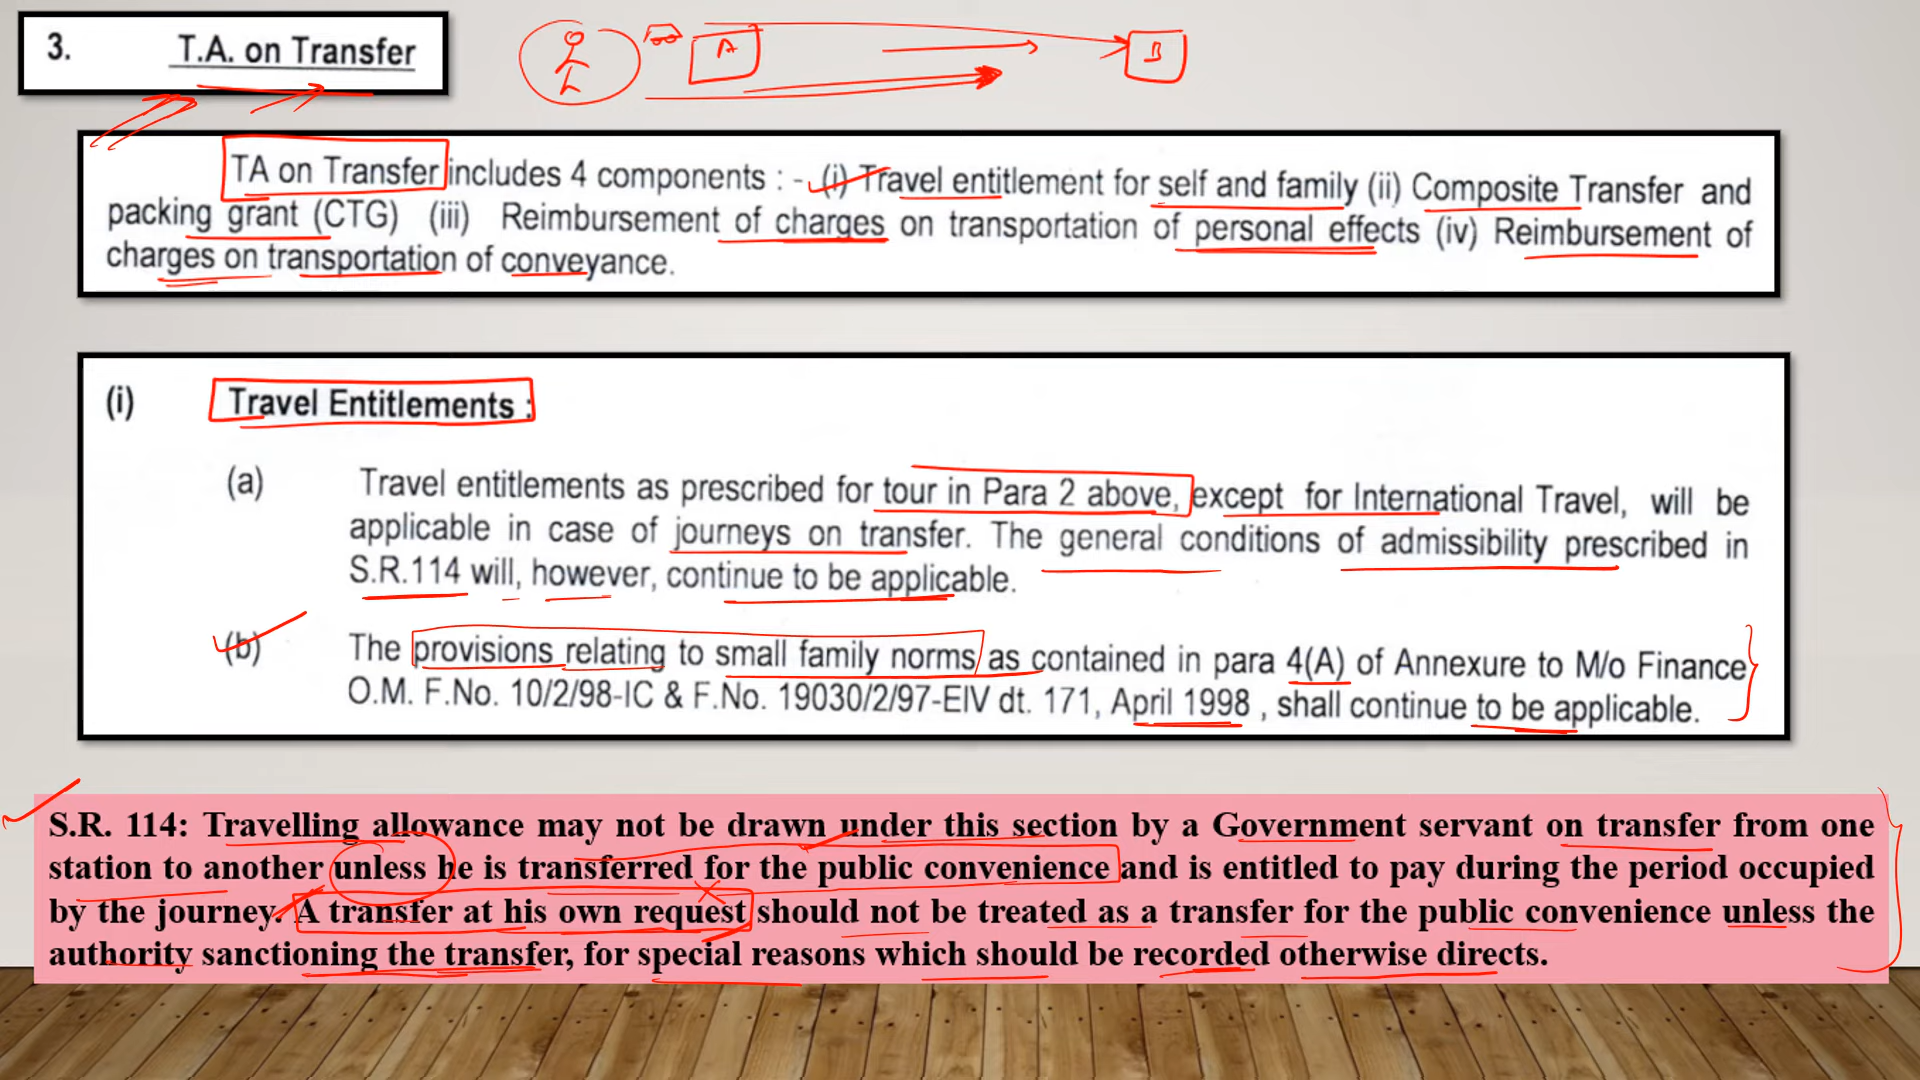 3. T.A. on Transfer
A
B
TA on Transfer includes 4 components : - (i) Travel entitlement for self and family (ii) Composite Transfer and
packing grant (CTG) (iii) Reimbursement of charges on transportation of personal effects (iv) Reimbursement of
charges on transportation of conveyance.
(i) Travel Entitlements :
(a) Travel entitlements as prescribed for tour in Para 2 above, except for International Travel, will be
applicable in case of journeys on transfer. The general conditions of admissibility prescribed in
S.R.114 will, however, continue to be applicable.
(b) The provisions relating to small family norms as contained in para 4(A) of Annexure to M/o Finance
O.M. F.No. 10/2/98-IC & F.No. 19030/2/97-EIV dt. 171, April 1998 , shall continue to be applicable.
S.R. 114: Travelling allowance may not be drawn under this section by a Government servant on transfer from one
station to another unless he is transferred for the public convenience and is entitled to pay during the period occupied
by the journey. A transfer at his own request should not be treated as a transfer for the public convenience unless the
authority sanctioning the transfer, for special reasons which should be recorded otherwise directs.